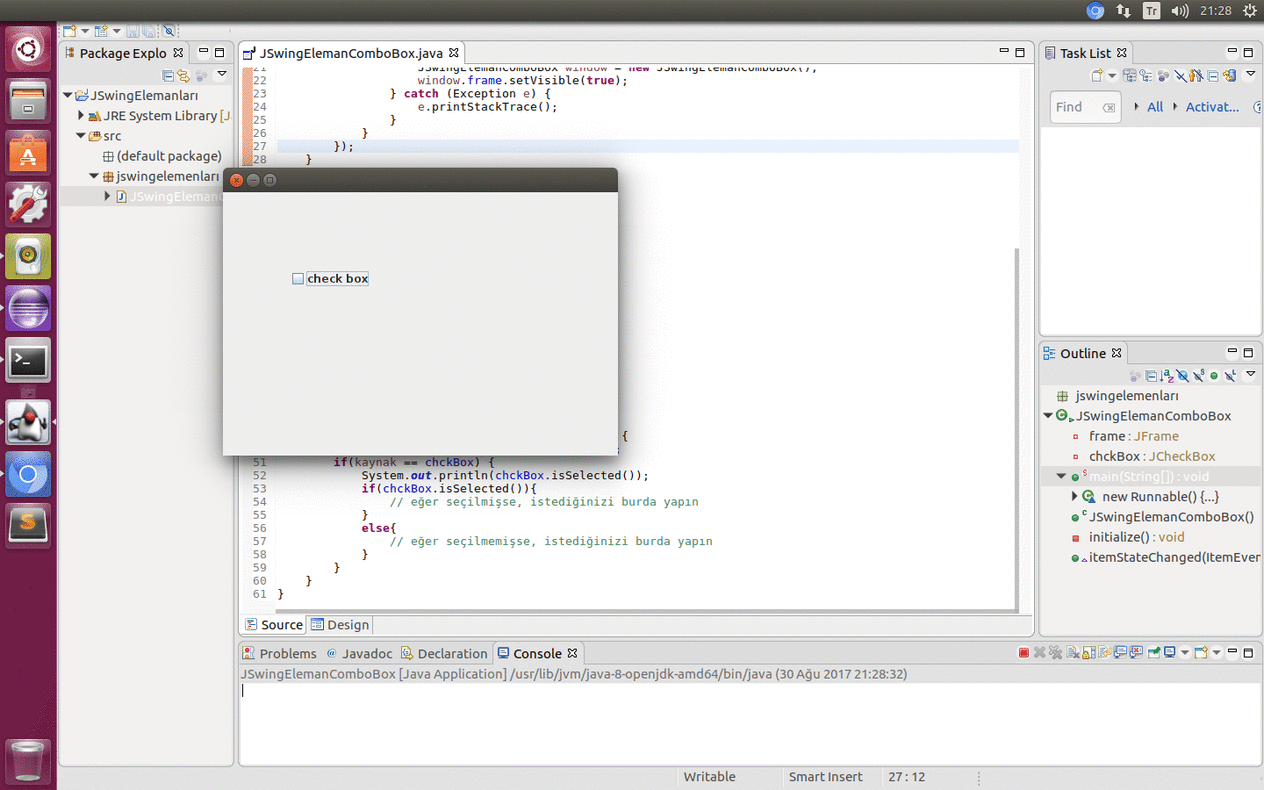 Tr 21:28
Package Explo
JSwingElemanComboBox.java
Task List
JSwingElemanları
JRE System Library [J
src
(default package)
jswingelemenları
JSwingEleman
21 JSwingElemanComboBox window = new JSwingElemanComboBox();
22 window.frame.setVisible(true);
23 } catch (Exception e) {
24 e.printStackTrace();
25 }
26 }
27 });
28 }
check box
{
51 if(kaynak == chckBox) {
52 System.out.println(chckBox.isSelected());
53 if(chckBox.isSelected()){
54 // eğer seçilmişse, istediğinizi burda yapın
55 }
56 else{
57 // eğer seçilmemişse, istediğinizi burda yapın
58 }
59 }
60 }
61 }
Source Design
Find All Activat...
Outline
jswingelemenları
JSwingElemanComboBox
frame : JFrame
chckBox : JCheckBox
main(String[]) : void
new Runnable() {...}
JSwingElemanComboBox()
initialize() : void
itemStateChanged(ItemEver
Problems @ Javadoc Declaration Console
JSwingElemanComboBox [Java Application] /usr/lib/jvm/java-8-openjdk-amd64/bin/java (30 Ağu 2017 21:28:32)
Writable Smart Insert 27 : 12